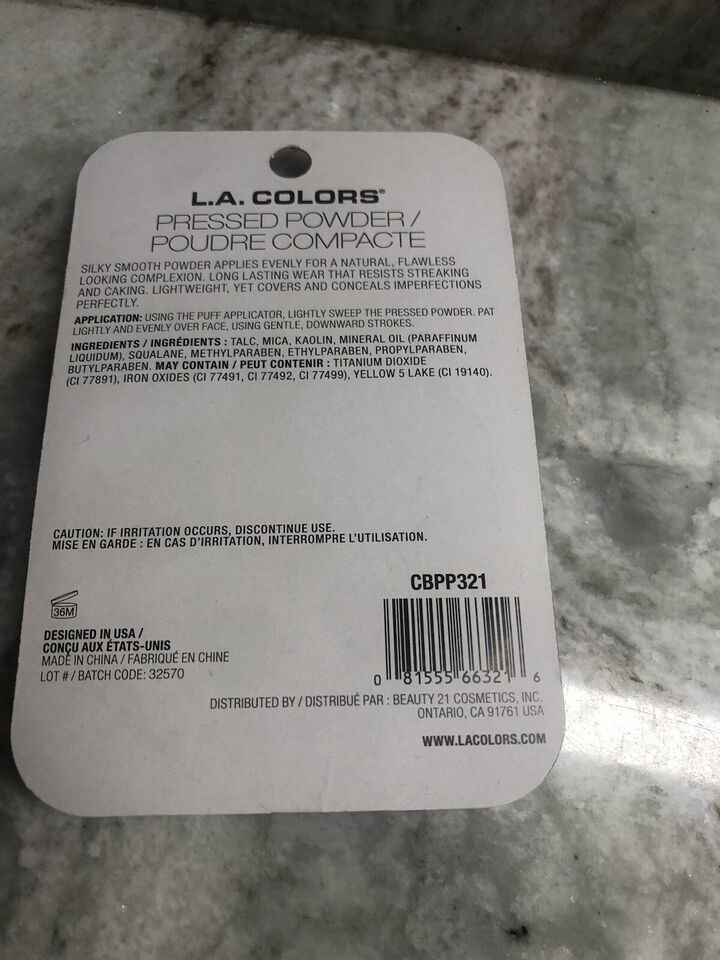 L.A. COLORS®
PRESSED POWDER /
POUDRE COMPACTE
SILKY SMOOTH POWDER APPLIES EVENLY FOR A NATURAL, FLAWLESS
LOOKING COMPLEXION. LONG LASTING WEAR THAT RESISTS STREAKING
AND CAKING. LIGHTWEIGHT, YET COVERS AND CONCEALS IMPERFECTIONS
PERFECTLY.
APPLICATION: USING THE PUFF APPLICATOR, LIGHTLY SWEEP THE PRESSED POWDER. PAT
LIGHTLY AND EVENLY OVER FACE, USING GENTLE, DOWNWARD STROKES.
INGREDIENTS / INGRÉDIENTS : TALC, MICA, KAOLIN, MINERAL OIL (PARAFFINUM
LIQUIDUM), SQUALANE, METHYLPARABEN, ETHYLPARABEN, PROPYLPARABEN,
BUTYLPARABEN. MAY CONTAIN / PEUT CONTENIR : TITANIUM DIOXIDE
(CI 77891), IRON OXIDES (CI 77491, CI 77492, CI 77499), YELLOW 5 LAKE (CI 19140).
CAUTION: IF IRRITATION OCCURS, DISCONTINUE USE.
MISE EN GARDE : EN CAS D'IRRITATION, INTERROMPRE L'UTILISATION.
CBPP321
36M
DESIGNED IN USA /
CONÇU AUX ÉTATS-UNIS
MADE IN CHINA / FABRIQUÉ EN CHINE
LOT # / BATCH CODE: 32570
0 81555 66321 6
DISTRIBUTED BY / DISTRIBUÉ PAR : BEAUTY 21 COSMETICS, INC.
ONTARIO, CA 91761 USA
WWW.LACOLORS.COM